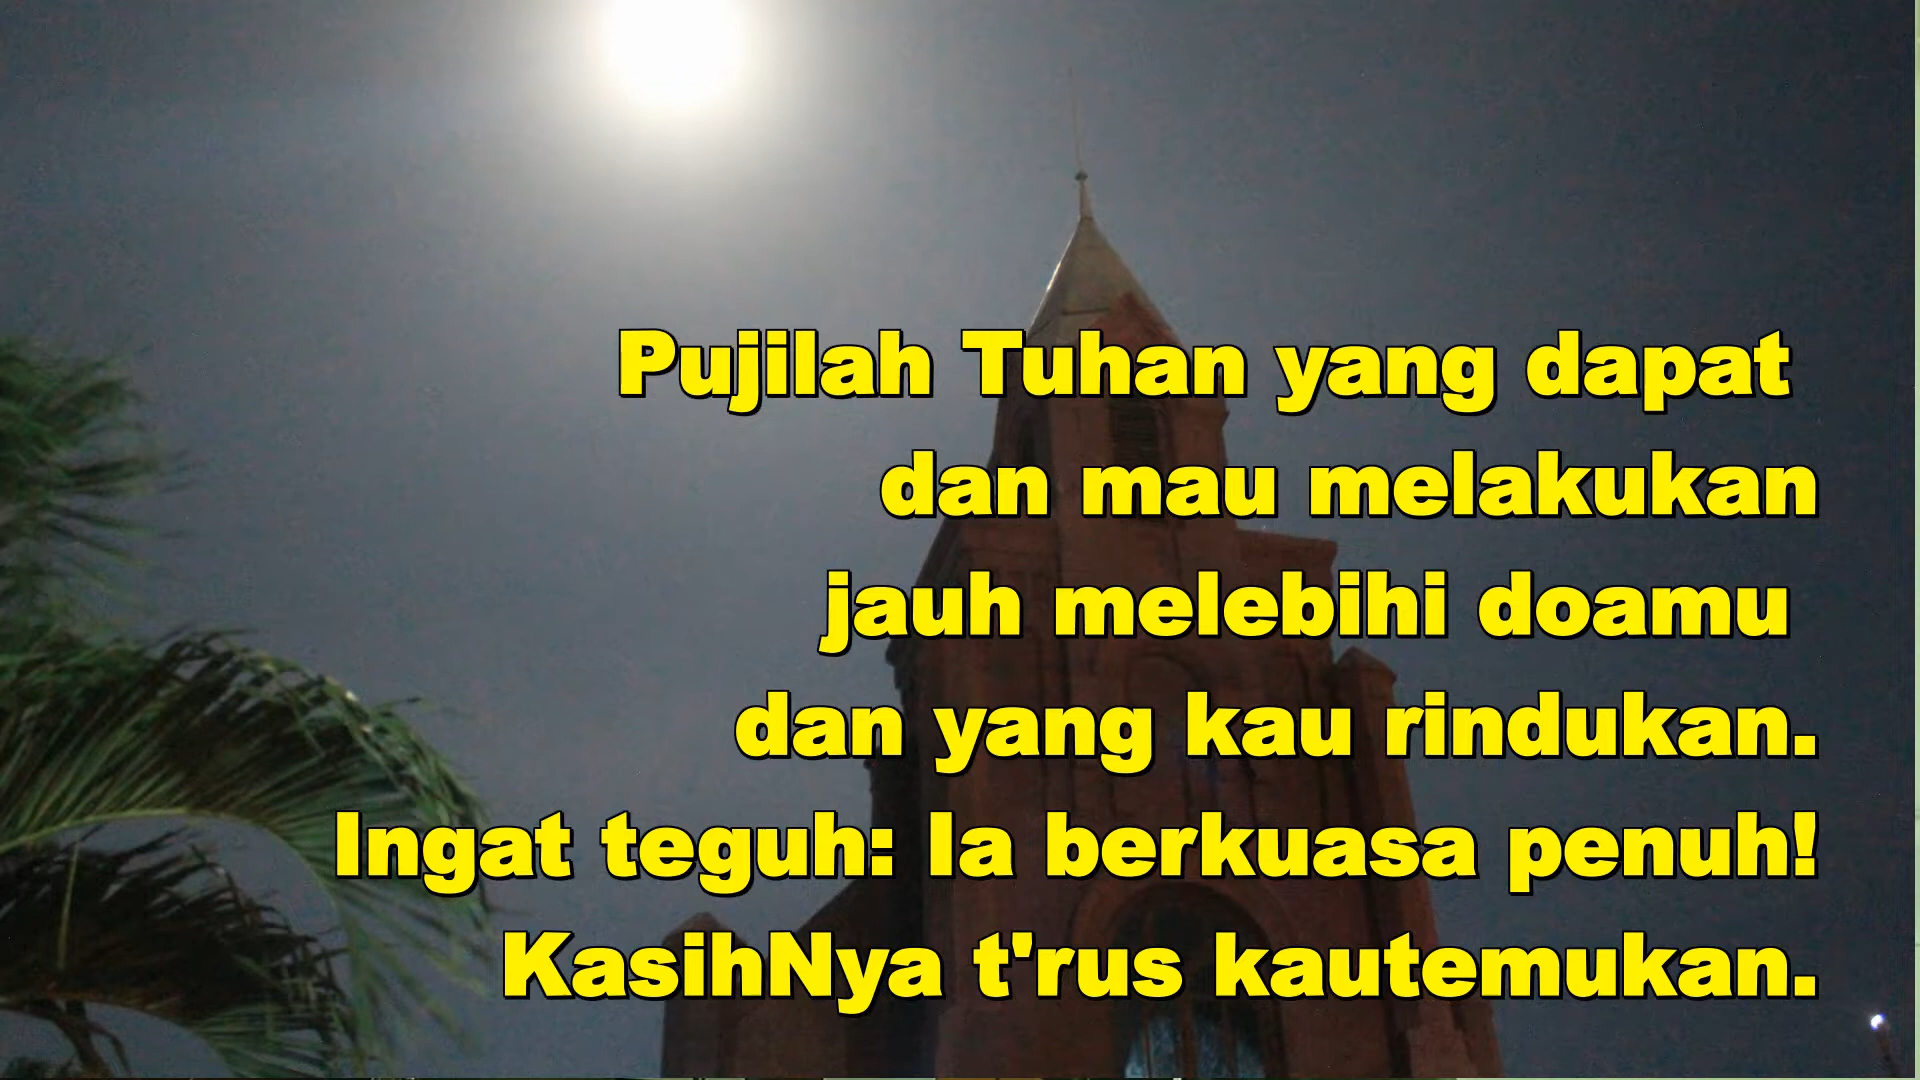 Pujilah Tuhan yang dapat
dan mau melakukan
jauh melebihi doamu
dan yang kau rindukan.
Ingat teguh: Ia berkuasa penuh!
KasihNya t'rus kautemukan.